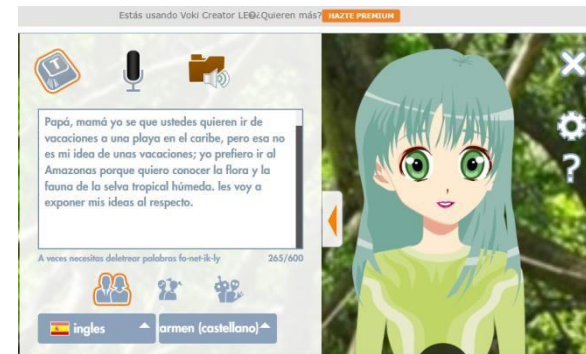 Estás usando Voki Creator LEO¿Quieren más? HAZTE PREMIUM
T
Papá, mamá yo se que ustedes quieren ir de
vacaciones a una playa en el caribe, pero esa no
es mi idea de unas vacaciones; yo prefiero ir al
Amazonas porque quiero conocer la flora y la
fauna de la selva tropical húmeda. les voy a
exponer mis ideas al respecto.
A veces necesitas deletrear palabras fo-net-ik-ly 265/600
ingles armen (castellano)
?